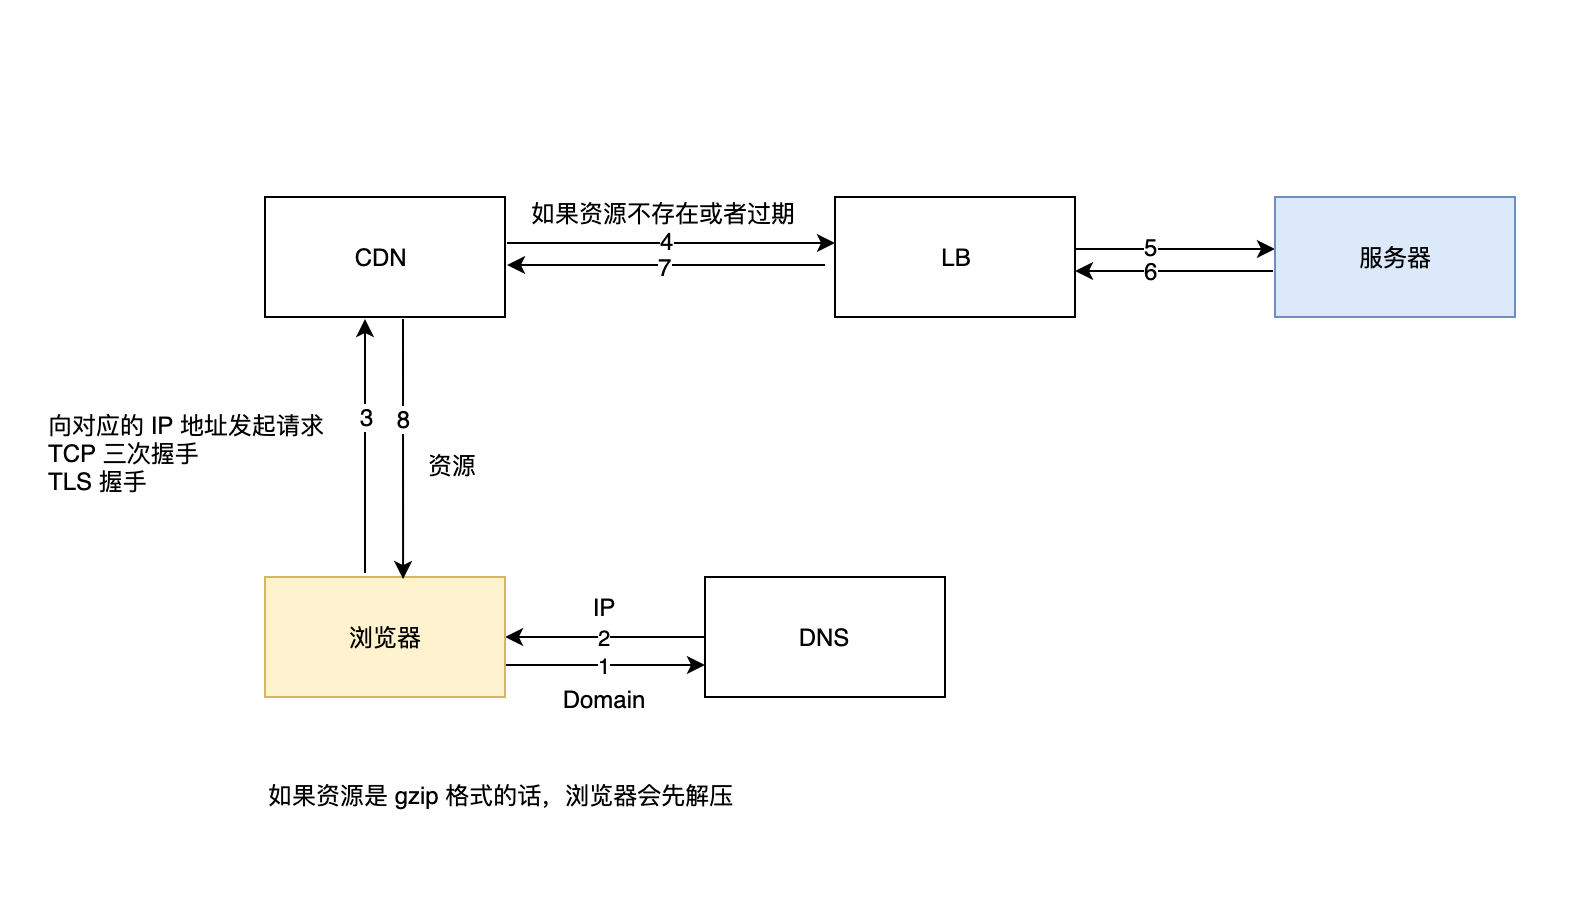 如果资源不存在或者过期
CDN
4
7
LB
5
6
服务器
向对应的 IP 地址发起请求
TCP 三次握手
TLS 握手
3
8
资源
浏览器
IP
2
1
Domain
DNS
如果资源是 gzip 格式的话，浏览器会先解压